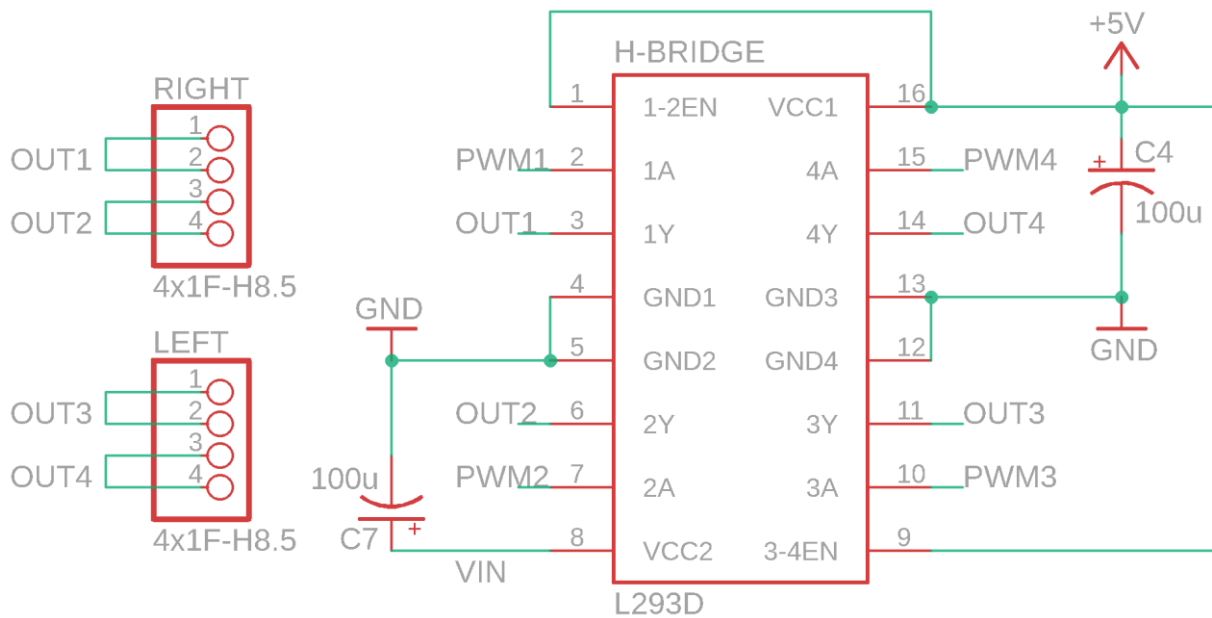 RIGHT
1
2
3
4
OUT1
OUT2
4x1F-H8.5
LEFT
1
2
3
4
OUT3
OUT4
4x1F-H8.5
H-BRIDGE
1 1-2EN VCC1 16
PWM1 2 1A 4A 15 PWM4
OUT1 3 1Y 4Y 14 OUT4
4 GND1 GND3 13
5 GND2 GND4 12
OUT2 6 2Y 3Y 11 OUT3
PWM2 7 2A 3A 10 PWM3
8 VCC2 3-4EN 9
L293D
GND
100u
+
C7
VIN
+5V
+
C4
100u
GND